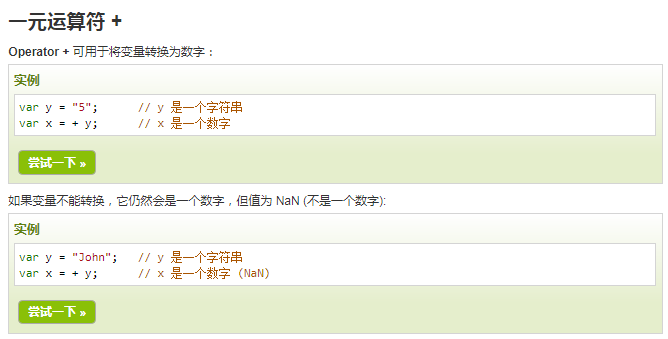 一元运算符 +
Operator + 可用于将变量转换为数字：
实例
var y = "5";      // y 是一个字符串
var x = + y;      // x 是一个数字
尝试一下 »
如果变量不能转换，它仍然会是一个数字，但值为 NaN (不是一个数字):
实例
var y = "John";   // y 是一个字符串
var x = + y;      // x 是一个数字 (NaN)
尝试一下 »